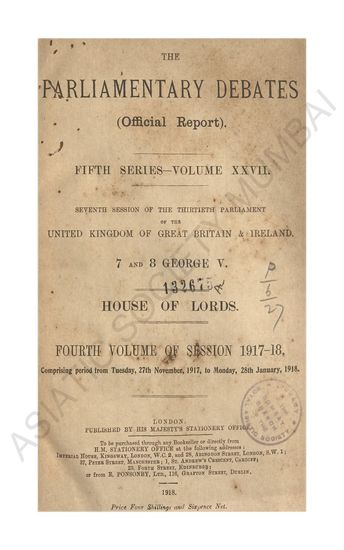 THE
PARLIAMENTARY DEBATES
(Official Report).
FIFTH SERIES—VOLUME XXVII.
SEVENTH SESSION OF THE THIRTIETH PARLIAMENT
OF THE
UNITED KINGDOM OF GREAT BRITAIN & IRELAND.
7 AND 8 GEORGE V.
132675
HOUSE OF LORDS.
FOURTH VOLUME OF SESSION 1917-18,
Comprising period from Tuesday, 27th November, 1917, to Monday, 28th January, 1918.
LONDON:
PUBLISHED BY HIS MAJESTY'S STATIONERY OFFICE.
To be purchased through any Bookseller or directly from
H.M. STATIONERY OFFICE at the following addresses:
IMPERIAL HOUSE, KINGSWAY, LONDON, W.C. 2, and 28, ABINGDON STREET, LONDON, S.W. 1;
37, PETER STREET, MANCHESTER; 1, ST. ANDREW'S CRESCENT, CARDIFF;
23, FORTH STREET, EDINBURGH;
or from E. PONSONBY, LTD., 116, GRAFTON STREET, DUBLIN.
1918.
Price Four Shillings and Sixpence Net.
ASIATIC SOCIETY MUMBAI